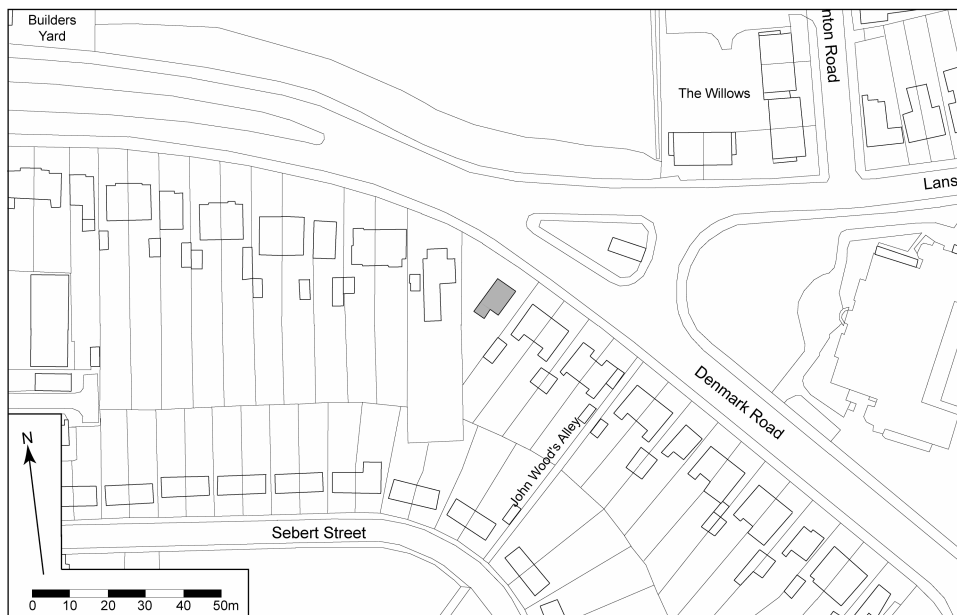 Builders
Yard
The Willows
nton Road
Lans
Denmark Road
John Wood's Alley
Sebert Street
N
0 10 20 30 40 50m